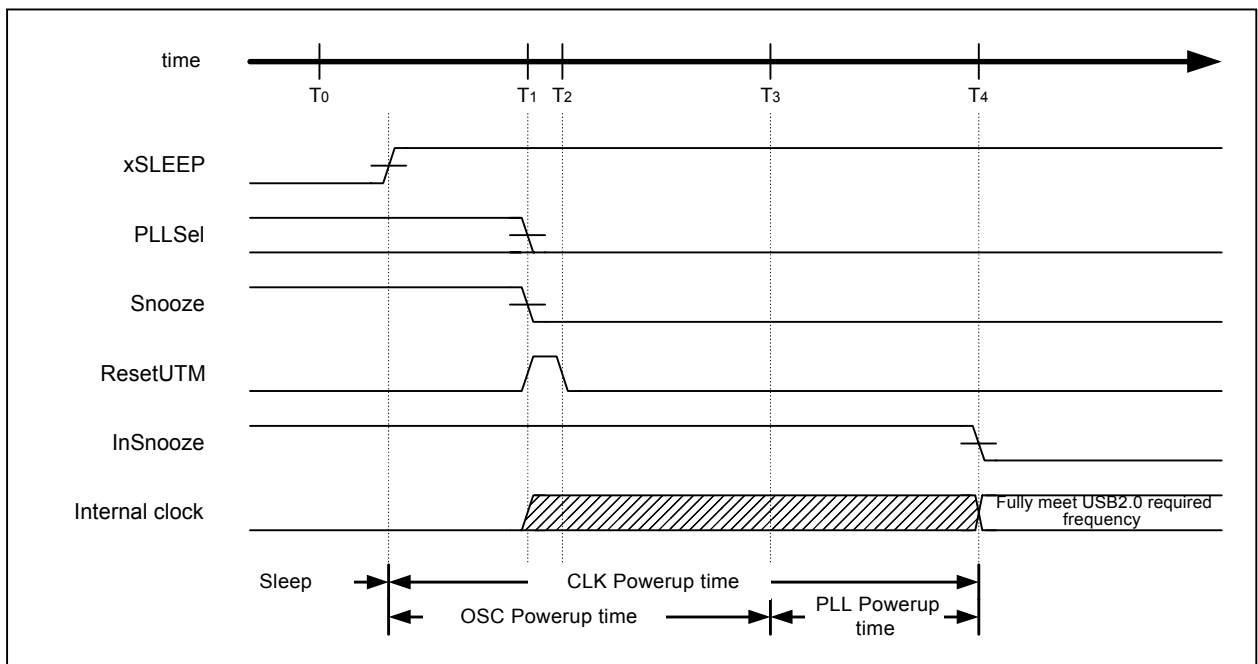 time
T0
T1
T2
T3
T4
xSLEEP
PLLSel
Snooze
ResetUTM
InSnooze
Internal clock
Fully meet USB2.0 required
frequency
Sleep
CLK Powerup time
OSC Powerup time
PLL Powerup
time